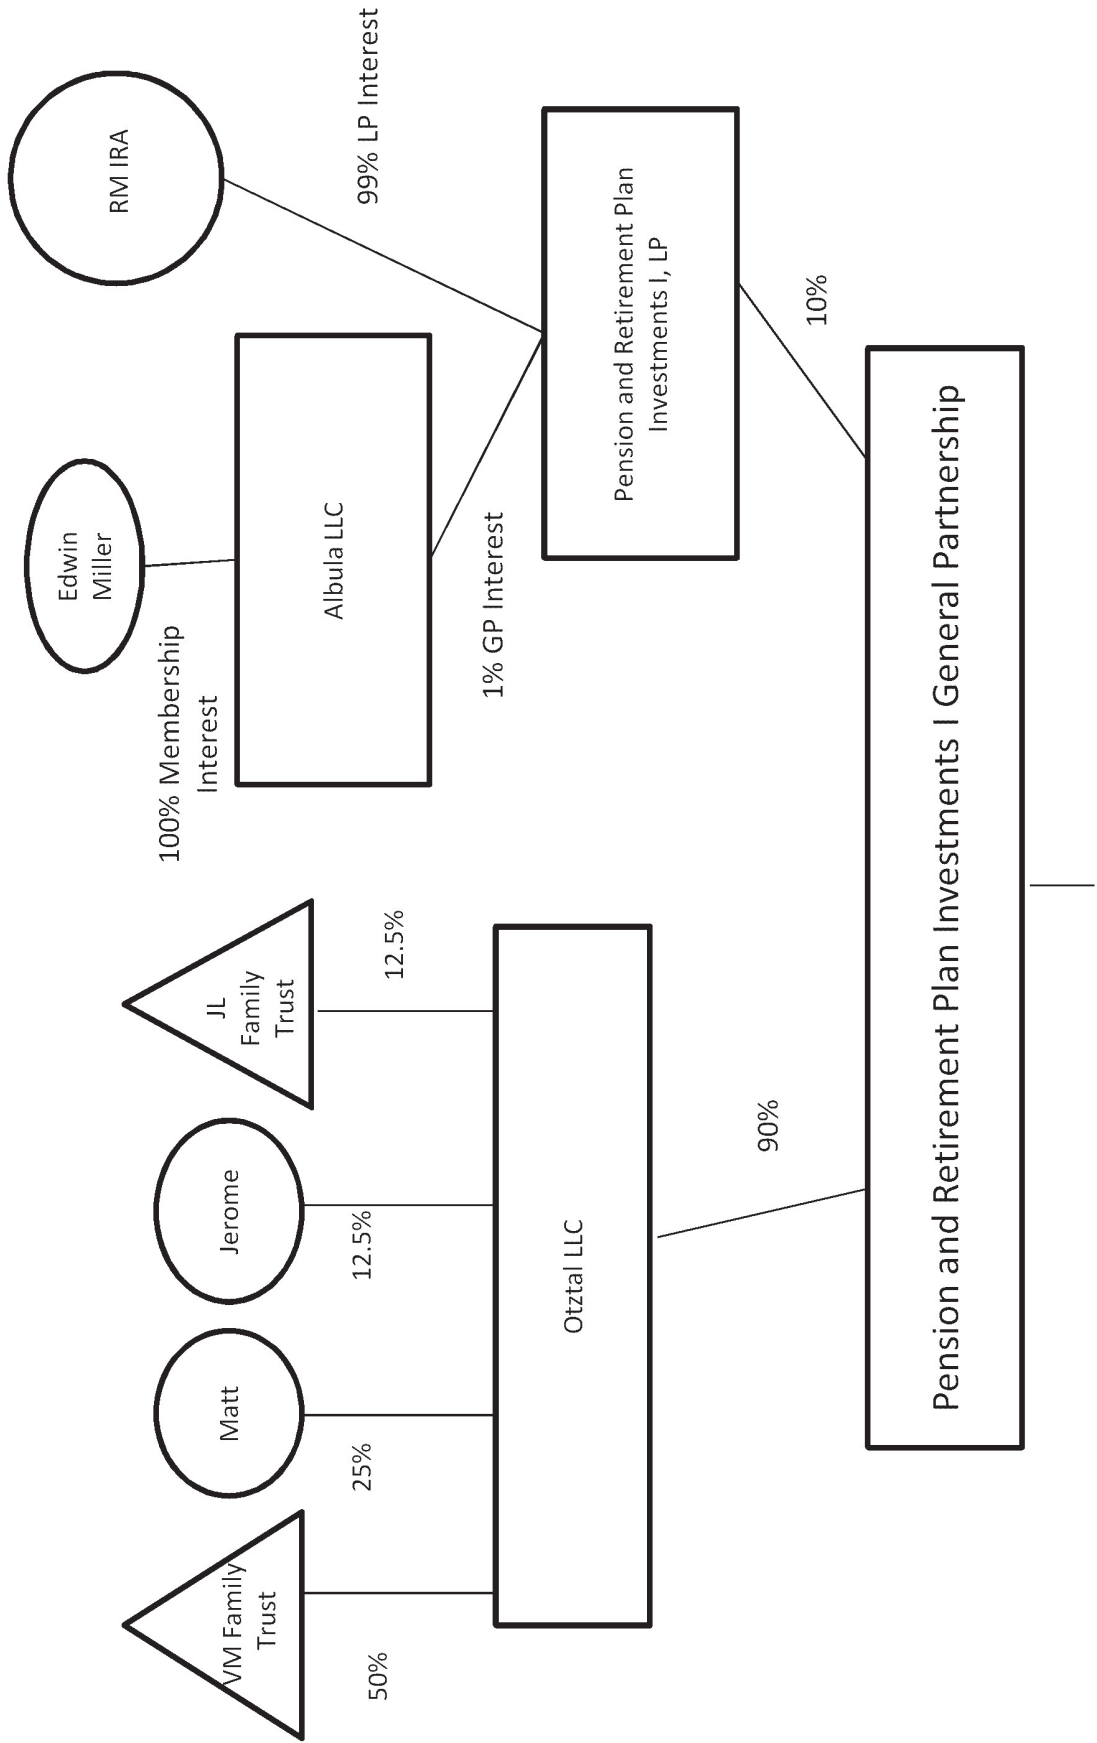 Edwin
Miller
RM IRA
100% Membership
Interest
VM Family
Trust
Matt
Jerome
JL
Family
Trust
Albula LLC
99% LP Interest
50%
25%
12.5%
12.5%
1% GP Interest
Otztal LLC
Pension and Retirement Plan
Investments I, LP
90%
10%
Pension and Retirement Plan Investments I General Partnership